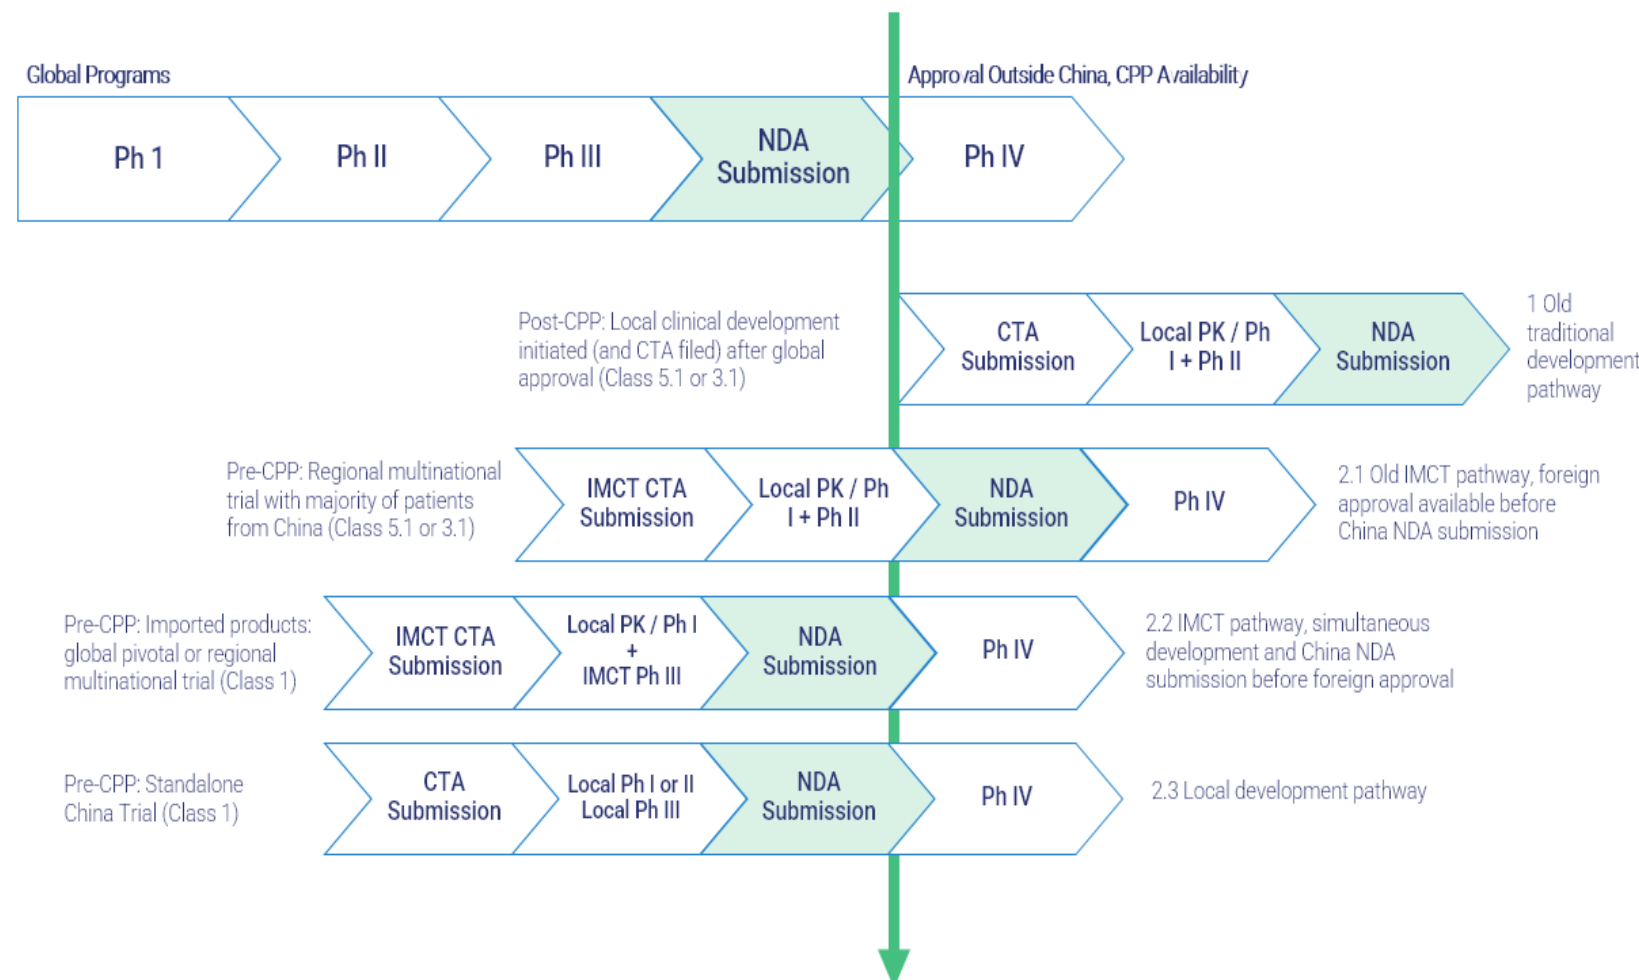 Global Programs
Approval Outside China, CPP Availability
Ph 1
Ph II
Ph III
NDA
Submission
Ph IV
Post-CPP: Local clinical development
initiated (and CTA filed) after global
approval (Class 5.1 or 3.1)
CTA
Submission
Local PK / Ph
I + Ph II
NDA
Submission
1 Old
traditional
development
pathway
Pre-CPP: Regional multinational
trial with majority of patients
from China (Class 5.1 or 3.1)
IMCT CTA
Submission
Local PK / Ph
I + Ph II
NDA
Submission
Ph IV
2.1 Old IMCT pathway, foreign
approval available before
China NDA submission
Pre-CPP: Imported products:
global pivotal or regional
multinational trial (Class 1)
IMCT CTA
Submission
Local PK / Ph I
+
IMCT Ph III
NDA
Submission
Ph IV
2.2 IMCT pathway, simultaneous
development and China NDA
submission before foreign approval
Pre-CPP: Standalone
China Trial (Class 1)
CTA
Submission
Local Ph I or II
Local Ph III
NDA
Submission
Ph IV
2.3 Local development pathway